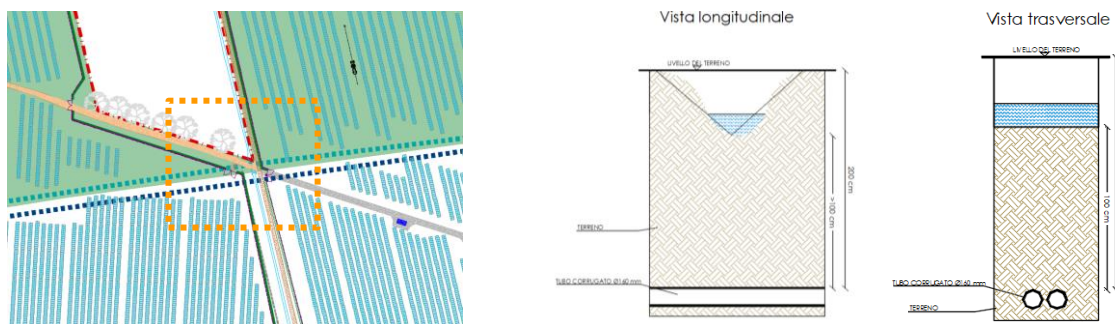 Vista longitudinale
LIVELLO DEL TERRENO
>100 cm
200 cm
TERRENO
TUBO CORRUGATO Ø160 mm
Vista trasversale
LIVELLO DEL TERRENO
100 cm
TUBO CORRUGATO Ø160 mm
TERRENO